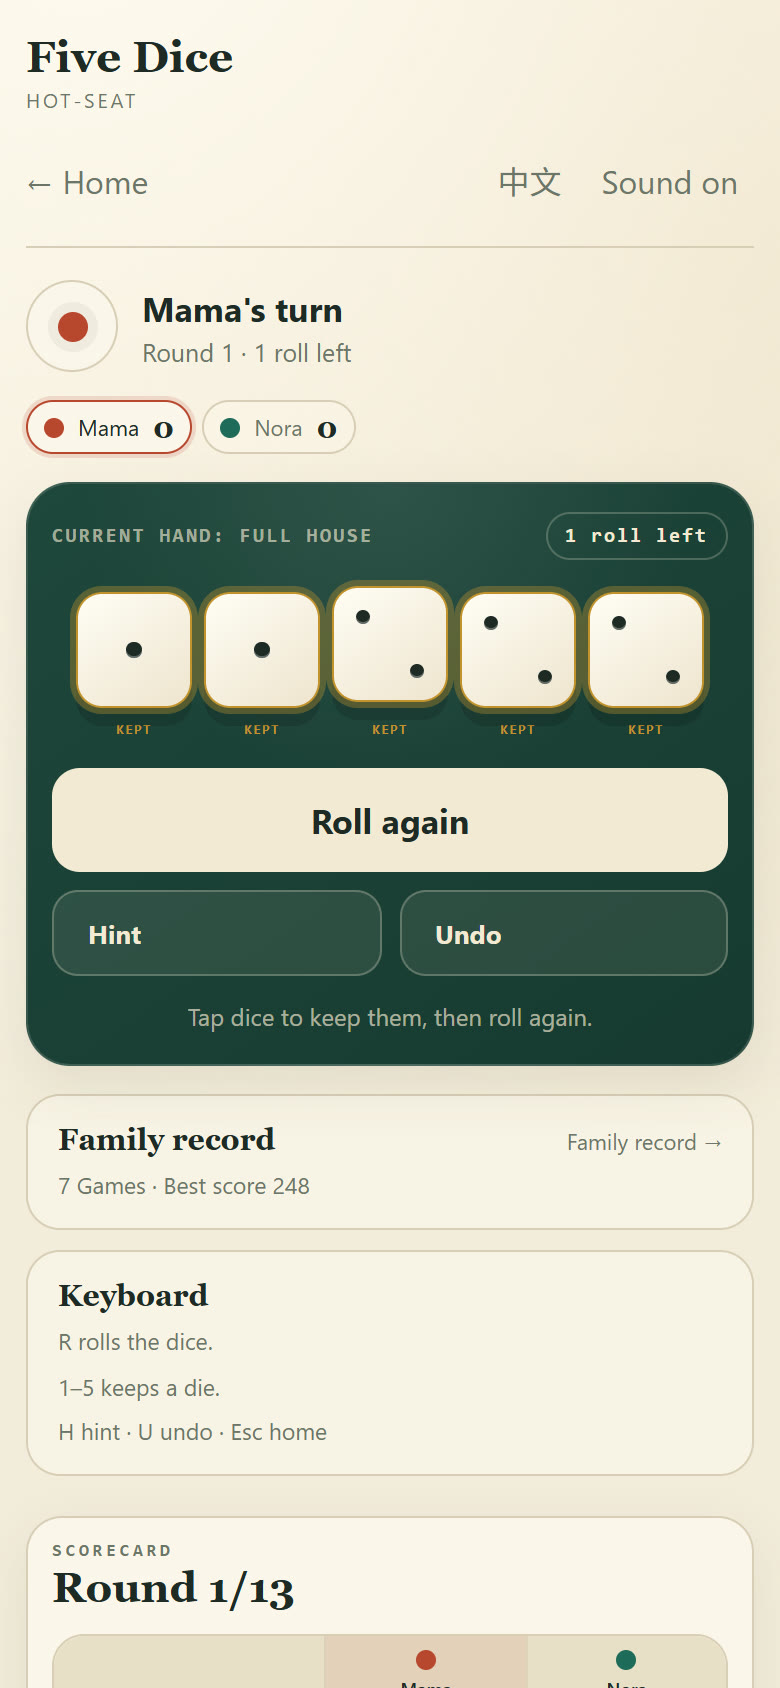 Five Dice
HOT-SEAT
← Home 中文 Sound on
Mama's turn
Round 1 · 1 roll left
Mama 0 Nora 0
CURRENT HAND: FULL HOUSE 1 roll left
KEPT KEPT KEPT KEPT KEPT
Roll again
Hint Undo
Tap dice to keep them, then roll again.
Family record Family record →
7 Games · Best score 248
Keyboard
R rolls the dice.
1–5 keeps a die.
H hint · U undo · Esc home
SCORECARD
Round 1/13